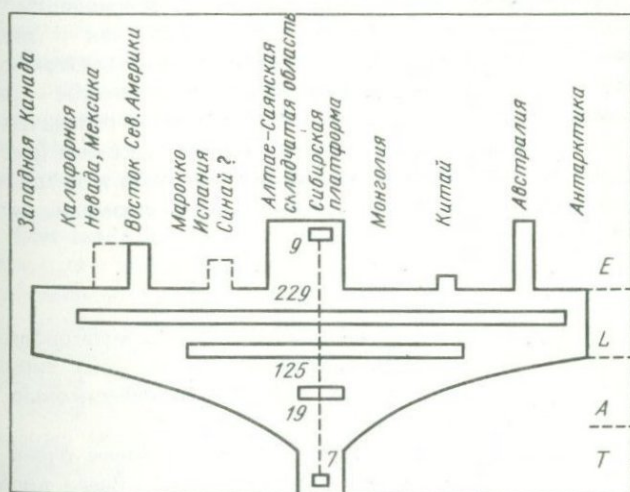 Западная Канада
Калифорния
Невада, Мексика
Восток Сев. Америки
Марокко
Испания
Синай ?
Алтае-Саянская
складчатая область
Сибирская
платформа
Монголия
Китай
Австралия
Антарктика
9
E
229
L
125
19
A
7
T